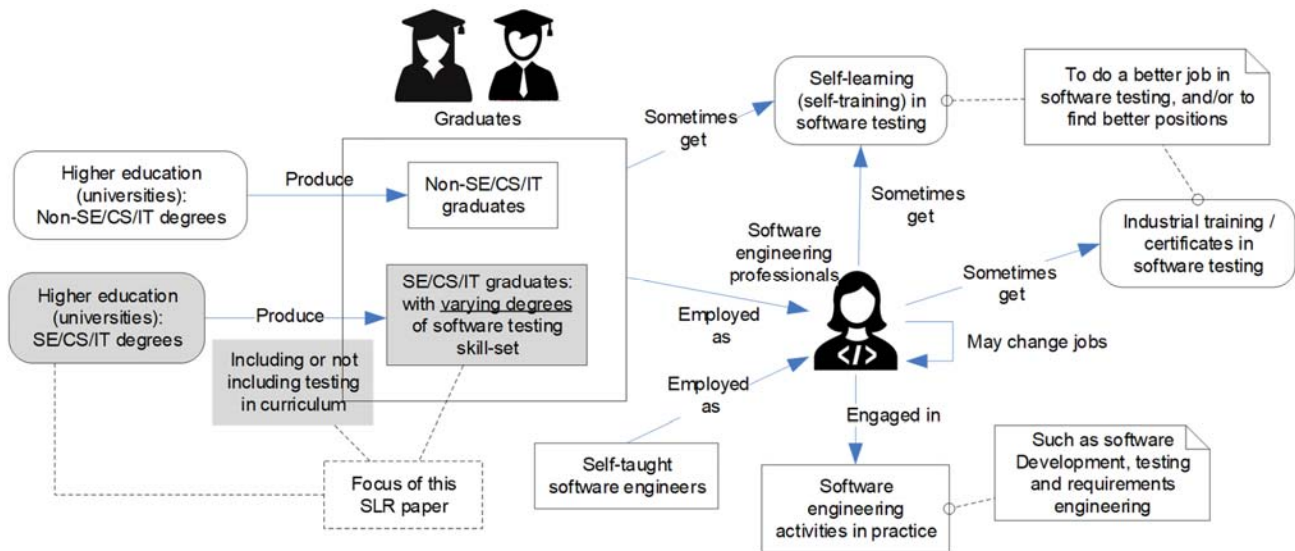 Graduates
Higher education
(universities):
Non-SE/CS/IT degrees
Produce
Non-SE/CS/IT
graduates
Higher education
(universities):
SE/CS/IT degrees
Produce
SE/CS/IT graduates:
with varying degrees
of software testing
skill-set
Including or not
including testing
in curriculum
Focus of this
SLR paper
Sometimes
get
Self-learning
(self-training) in
software testing
To do a better job in
software testing, and/or to
find better positions
Sometimes
get
Software
engineering
professionals
Sometimes
get
Industrial training /
certificates in
software testing
Employed
as
</>
May change jobs
Employed
as
Self-taught
software engineers
Engaged in
Software
engineering
activities in practice
Such as software
Development, testing
and requirements
engineering